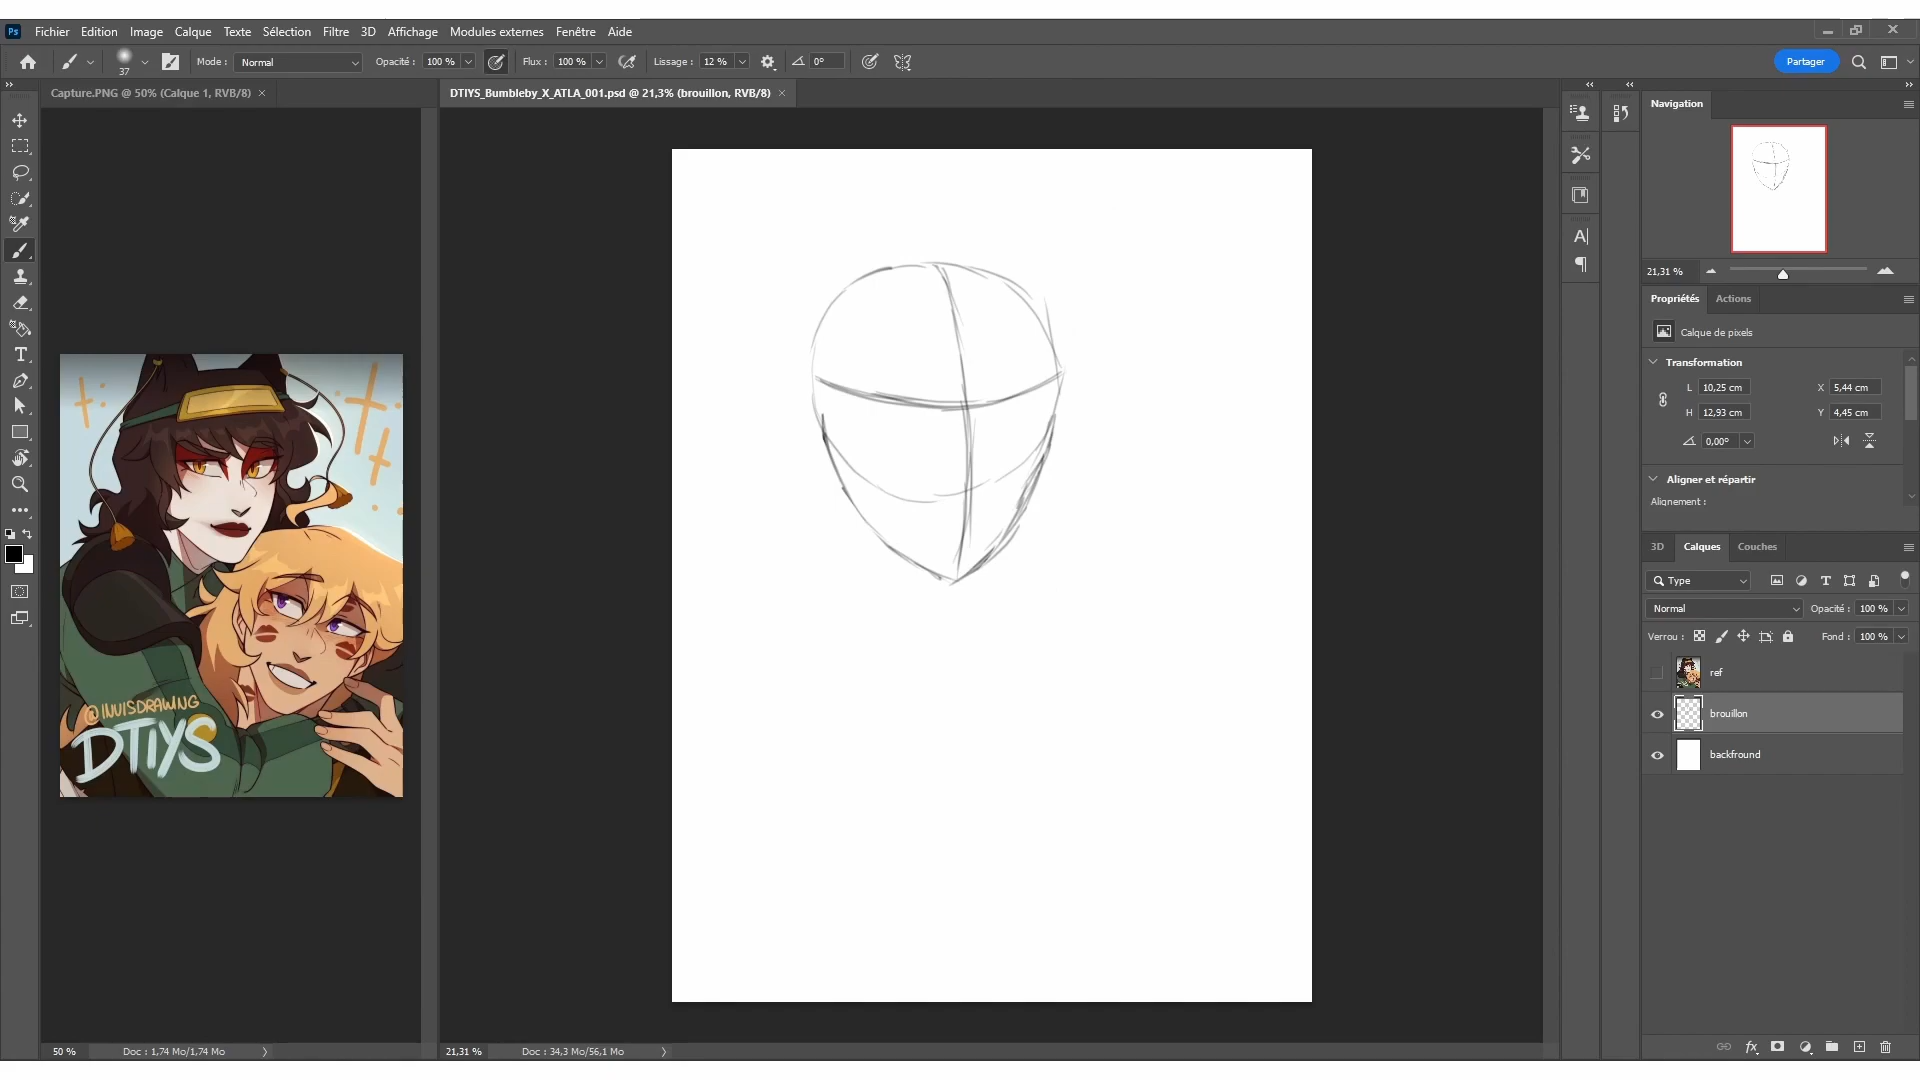 Ps Fichier Edition Image Calque Texte Sélection Filtre 3D Affichage Modules externes Fenêtre Aide
37 Mode : Normal Opacité : 100 % Flux : 100 % Lissage : 12 % 0° Partager
Capture.PNG @ 50% (Calque 1, RVB/8) DTIYS_Bumbleby_X_ATLA_001.psd @ 21,3% (brouillon, RVB/8)
Navigation
21,31 %
Propriétés Actions
Calque de pixels
Transformation
L 10,25 cm X 5,44 cm
H 12,93 cm Y 4,45 cm
0,00°
Aligner et répartir
Alignement :
3D Calques Couches
Type
Normal Opacité : 100 %
Verrou : Fond : 100 %
ref
brouillon
backfround
@INVISDRAWNG
DTIYS
50 % Doc : 1,74 Mo/1,74 Mo 21,31 % Doc : 34,3 Mo/56,1 Mo